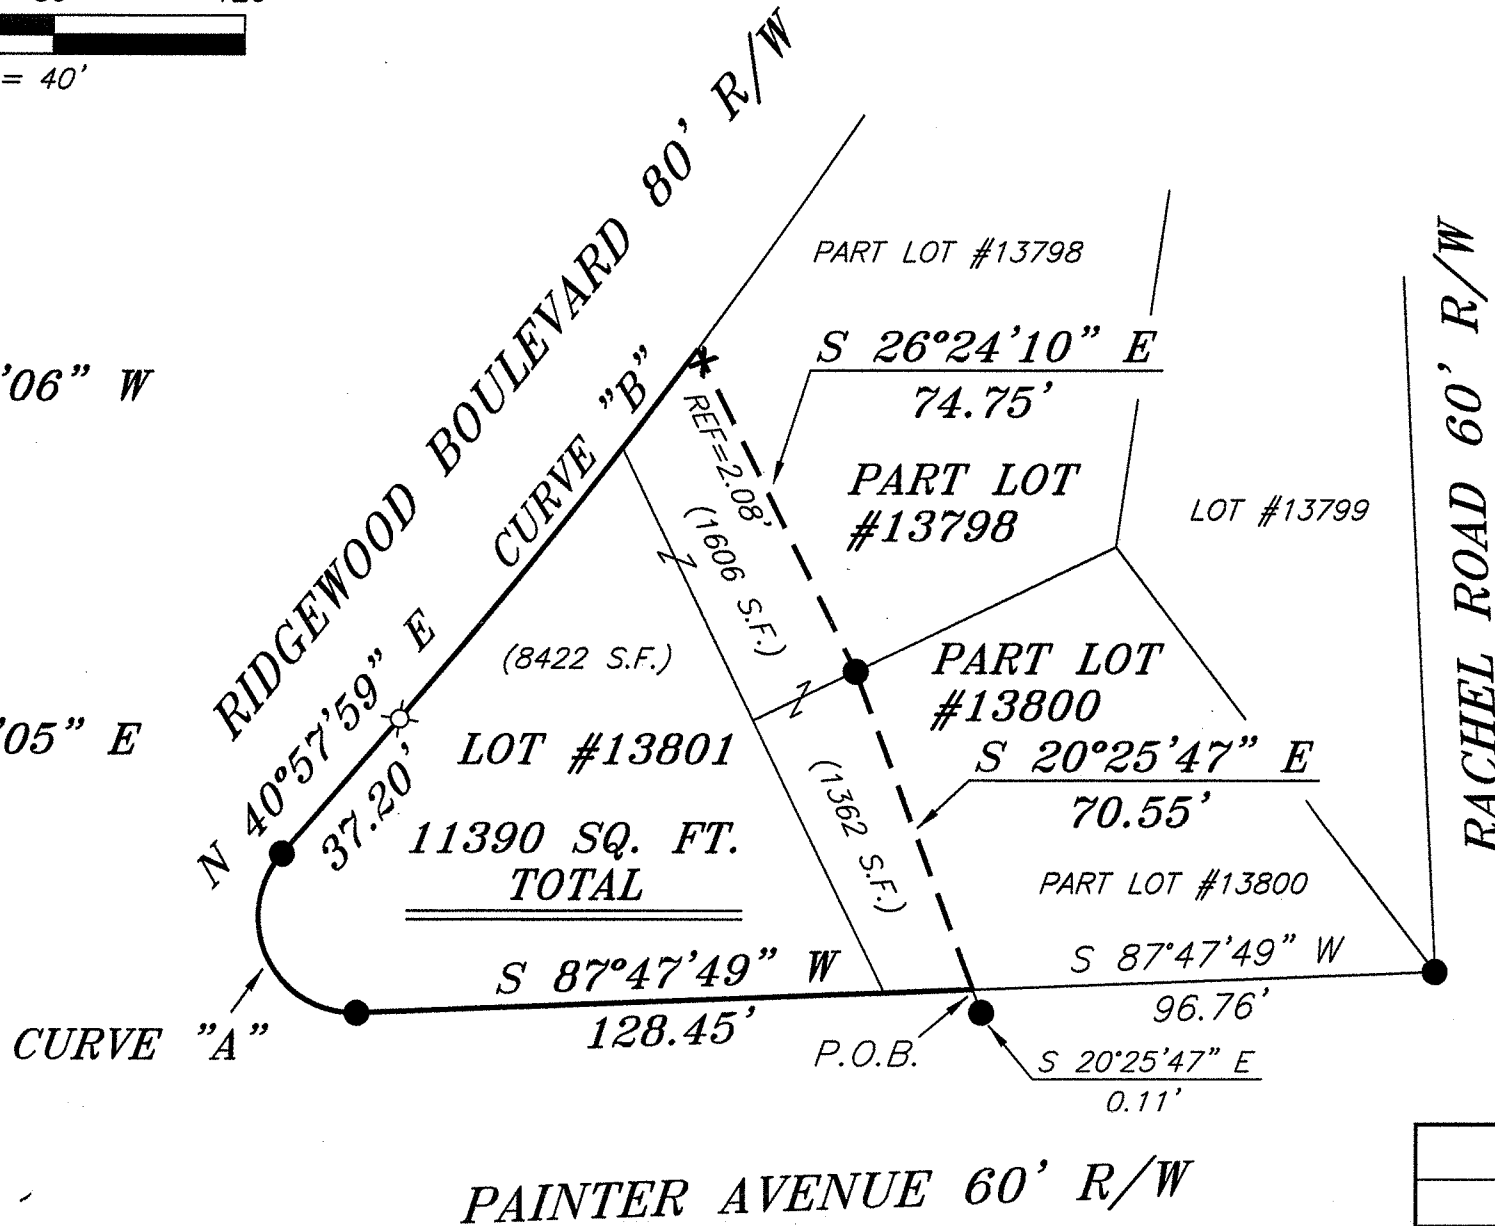 = 40'
RIDGEWOOD BOULEVARD 80' R/W
PART LOT #13798
'06" W
CURVE "B"
REF=2.08'
S 26°24'10" E
74.75'
PART LOT
#13798
LOT #13799
RACHEL ROAD 60' R/W
(1606 S.F.)
N 40°57'59" E
37.20'
(8422 S.F.)
PART LOT
#13800
'05" E
LOT #13801
S 20°25'47" E
70.55'
(1362 S.F.)
11390 SQ. FT.
TOTAL
PART LOT #13800
S 87°47'49" W
128.45'
S 87°47'49" W
96.76'
CURVE "A"
P.O.B.
S 20°25'47" E
0.11'
PAINTER AVENUE 60' R/W